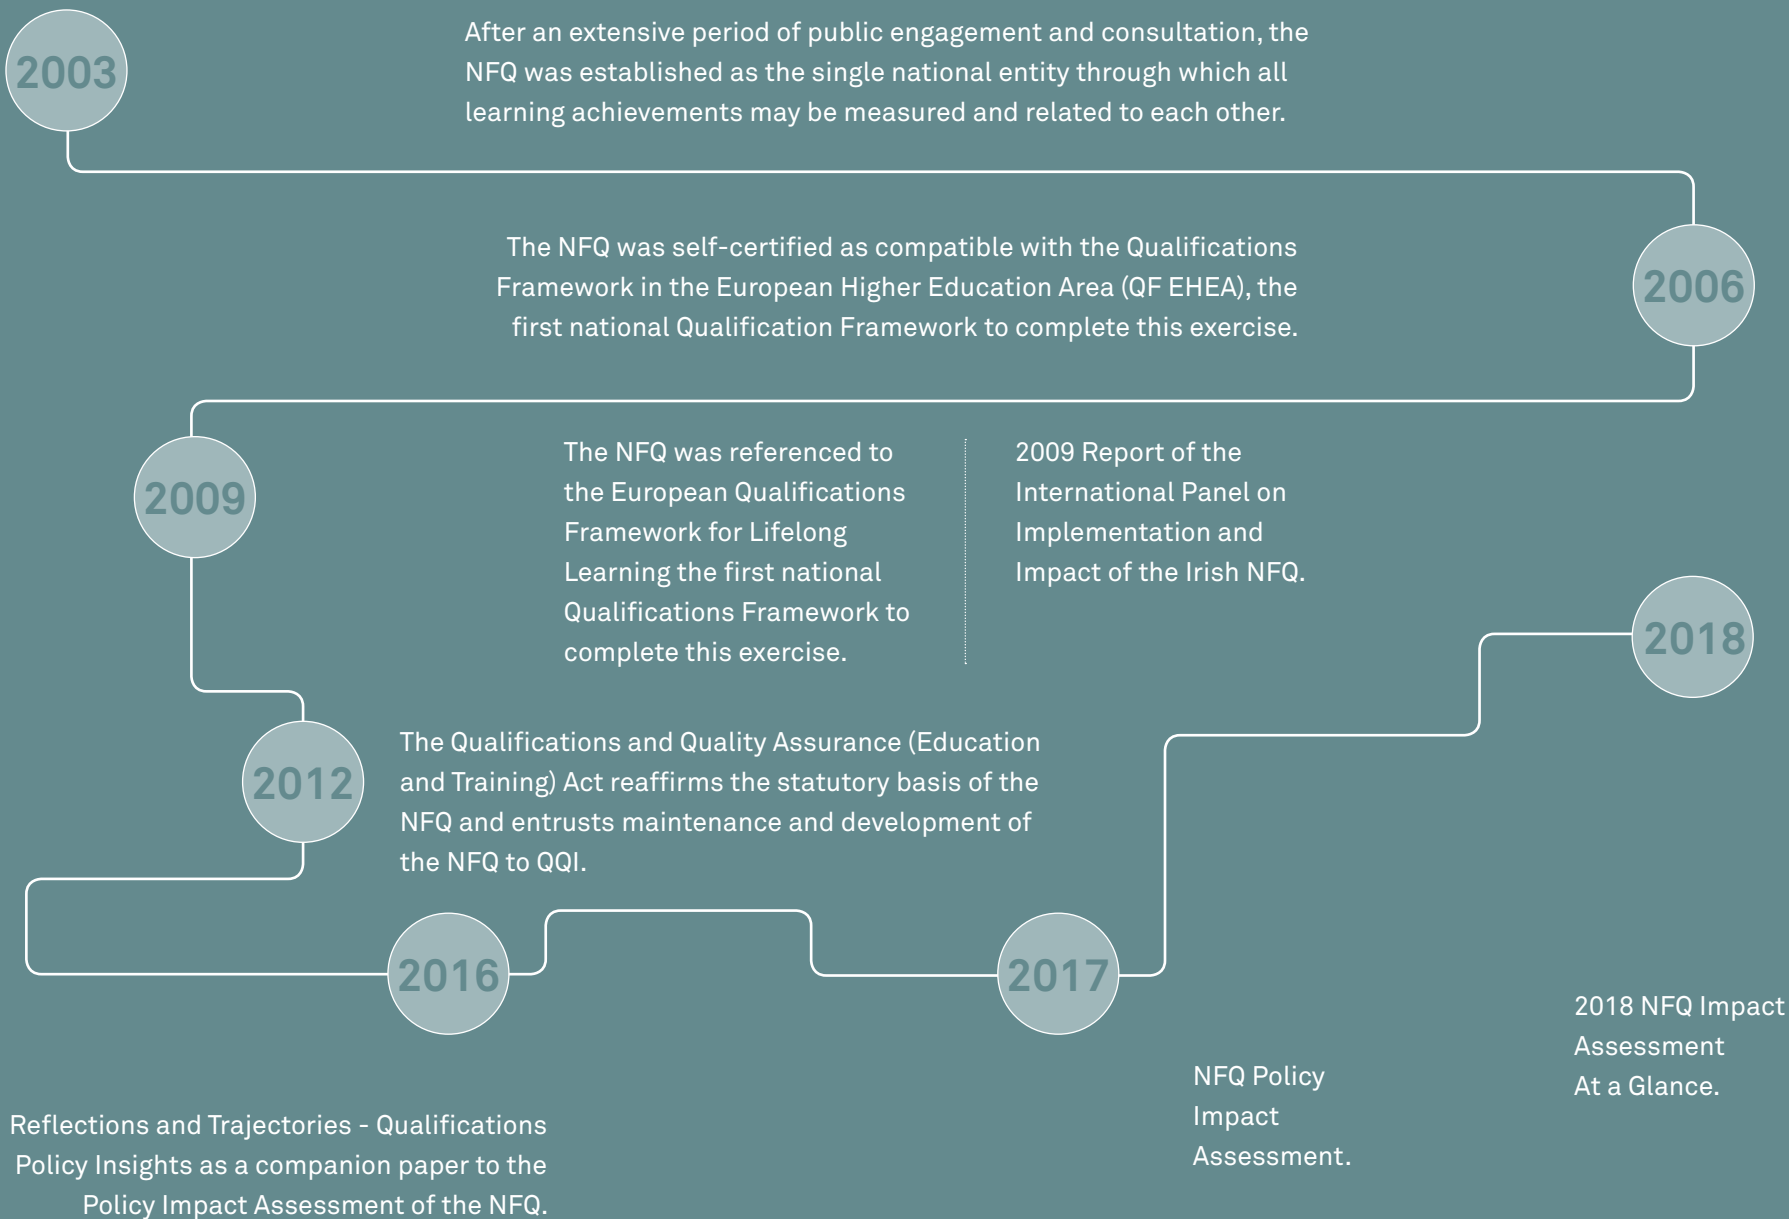 2003
After an extensive period of public engagement and consultation, the
NFQ was established as the single national entity through which all
learning achievements may be measured and related to each other.
The NFQ was self-certified as compatible with the Qualifications
Framework in the European Higher Education Area (QF EHEA), the
first national Qualification Framework to complete this exercise.
2006
2009
The NFQ was referenced to
the European Qualifications
Framework for Lifelong
Learning the first national
Qualifications Framework to
complete this exercise.
2009 Report of the
International Panel on
Implementation and
Impact of the Irish NFQ.
2012
The Qualifications and Quality Assurance (Education
and Training) Act reaffirms the statutory basis of the
NFQ and entrusts maintenance and development of
the NFQ to QQI.
2016
Reflections and Trajectories - Qualifications
Policy Insights as a companion paper to the
Policy Impact Assessment of the NFQ.
2017
NFQ Policy
Impact
Assessment.
2018
2018 NFQ Impact
Assessment
At a Glance.